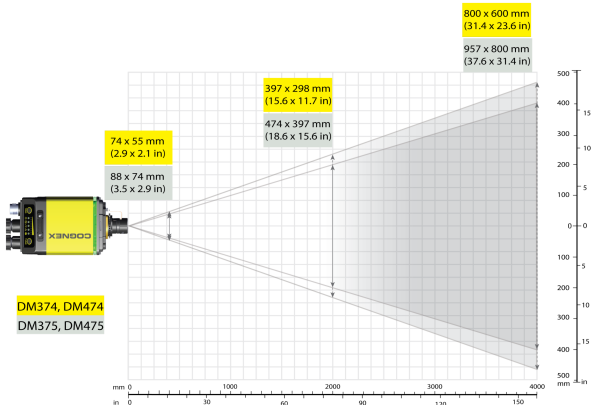 800 x 600 mm
(31.4 x 23.6 in)
957 x 800 mm
(37.6 x 31.4 in)
397 x 298 mm
(15.6 x 11.7 in)
474 x 397 mm
(18.6 x 15.6 in)
74 x 55 mm
(2.9 x 2.1 in)
88 x 74 mm
(3.5 x 2.9 in)
COGNEX
DM374, DM474
DM375, DM475
500
400
300
200
100
0
100
200
300
400
500
mm
15
10
5
0
5
10
15
in
mm 0 1000 2000 3000 4000
in 0 30 60 90 120 150